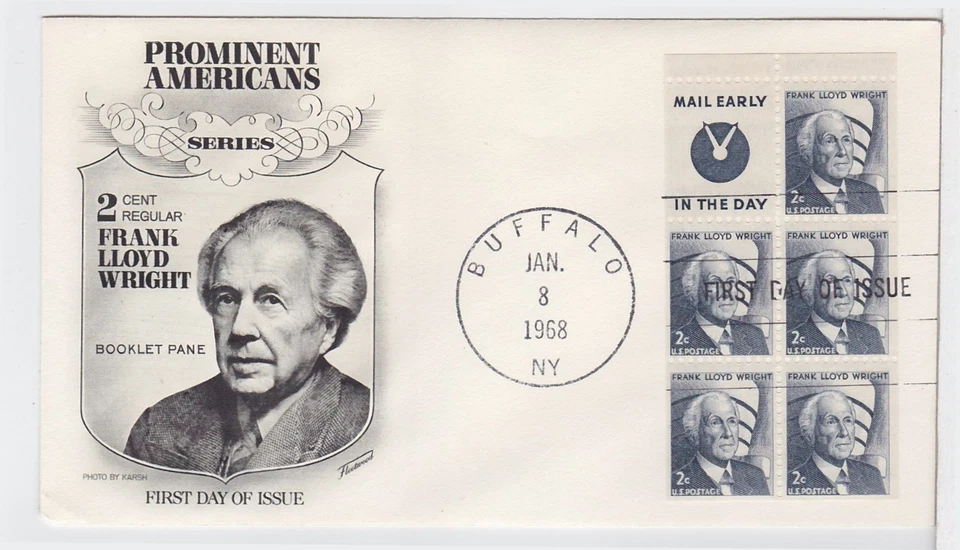 PROMINENT
AMERICANS
SERIES
2 CENT
REGULAR
FRANK
LLOYD
WRIGHT
BOOKLET PANE
PHOTO BY KARSH
Fleetwood
FIRST DAY OF ISSUE
BUFFALO
JAN.
8
1968
NY
MAIL EARLY
IN THE DAY
FRANK LLOYD WRIGHT
2c
U.S. POSTAGE
FRANK LLOYD WRIGHT
2c
U.S. POSTAGE
FRANK LLOYD WRIGHT
2c
U.S. POSTAGE
FIRST DAY OF ISSUE
FRANK LLOYD WRIGHT
2c
U.S. POSTAGE
FRANK LLOYD WRIGHT
2c
U.S. POSTAGE